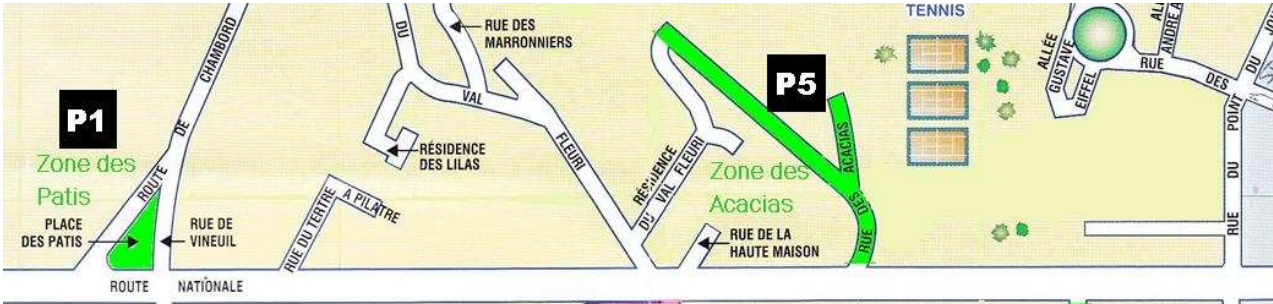 P1
Zone des
Patis
ROUTE DE CHAMBORD
PLACE
DES PATIS
RUE DE
VINEUIL
ROUTE NATIONALE
RUE DU TERTRE
A PILATRE
RÉSIDENCE
DES LILAS
DU VAL FLEURI
RUE DES
MARRONNIERS
RÉSIDENCE
DU VAL FLEURI
Zone des
Acacias
RUE DE LA
HAUTE MAISON
P5
RUE DES ACACIAS
TENNIS
ALLÉE
GUSTAVE
EIFFEL
ANDRÉ A
RUE DES
RUE DU POINT DU